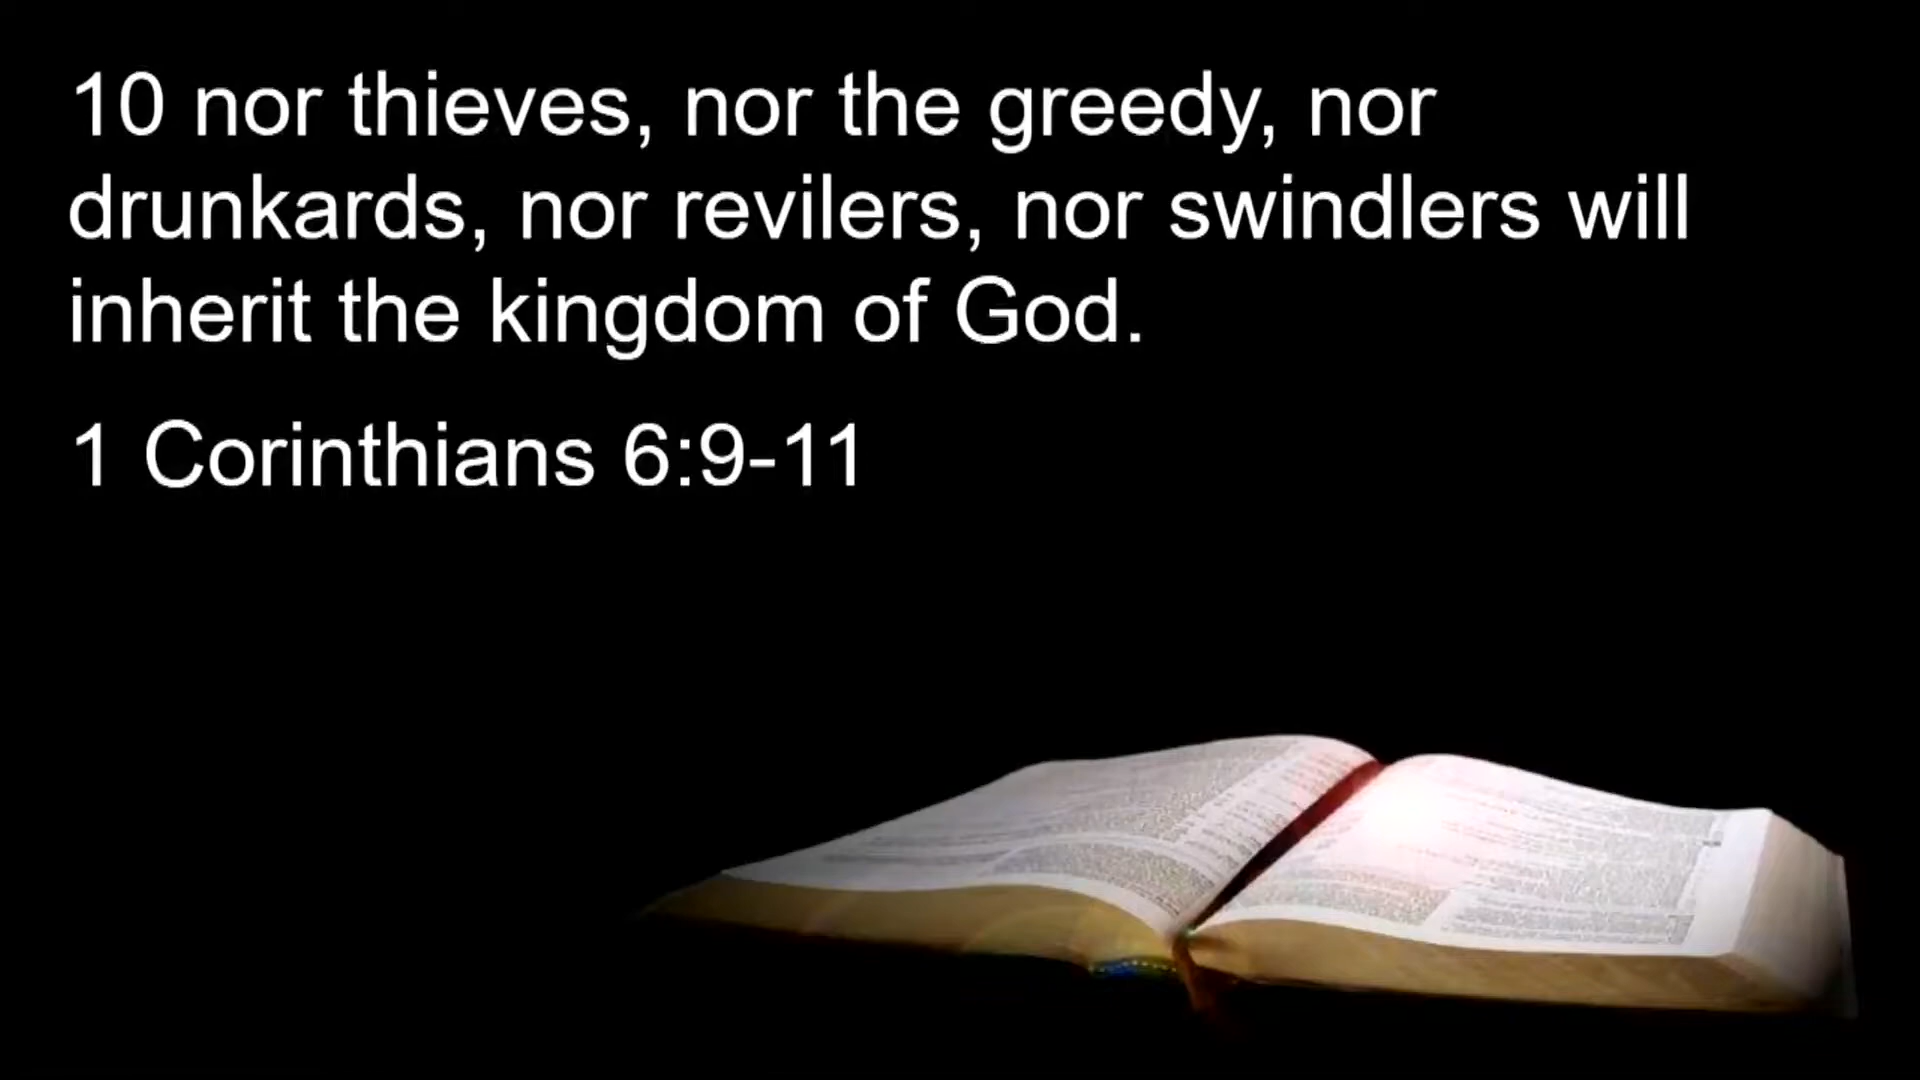 10 nor thieves, nor the greedy, nor
drunkards, nor revilers, nor swindlers will
inherit the kingdom of God.
1 Corinthians 6:9-11